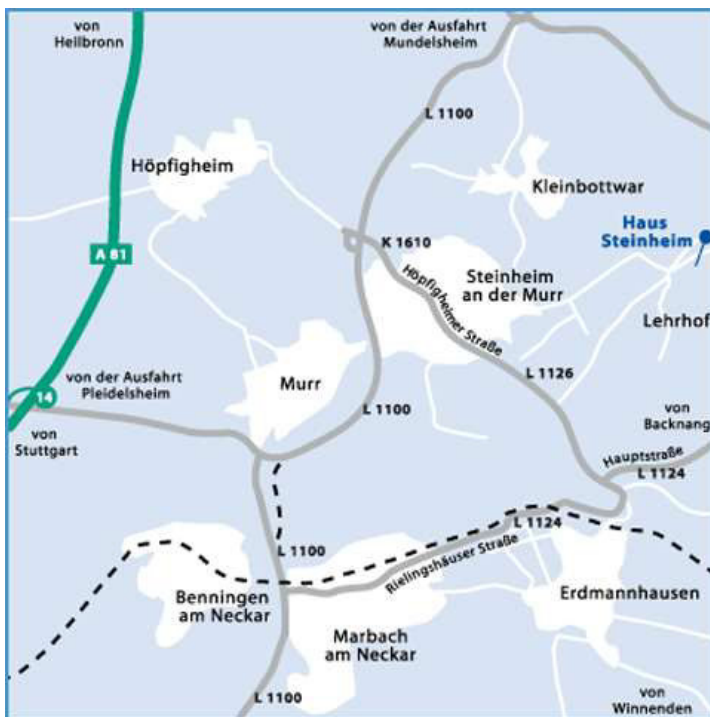 von
Heilbronn
von der Ausfahrt
Mundelsheim
L 1100
Höpfigheim
Kleinbottwar
Haus
Steinheim
K 1610
A 81
Steinheim
an der Murr
Höpfigheimer Straße
Lehrhof
L 1126
von der Ausfahrt
Pleidelsheim
14
Murr
L 1100
von
Stuttgart
von
Backnang
Hauptstraße
L 1124
L 1124
Rielingshäuser Straße
L 1100
Benningen
am Neckar
Erdmannhausen
Marbach
am Neckar
L 1100
von
Winnenden